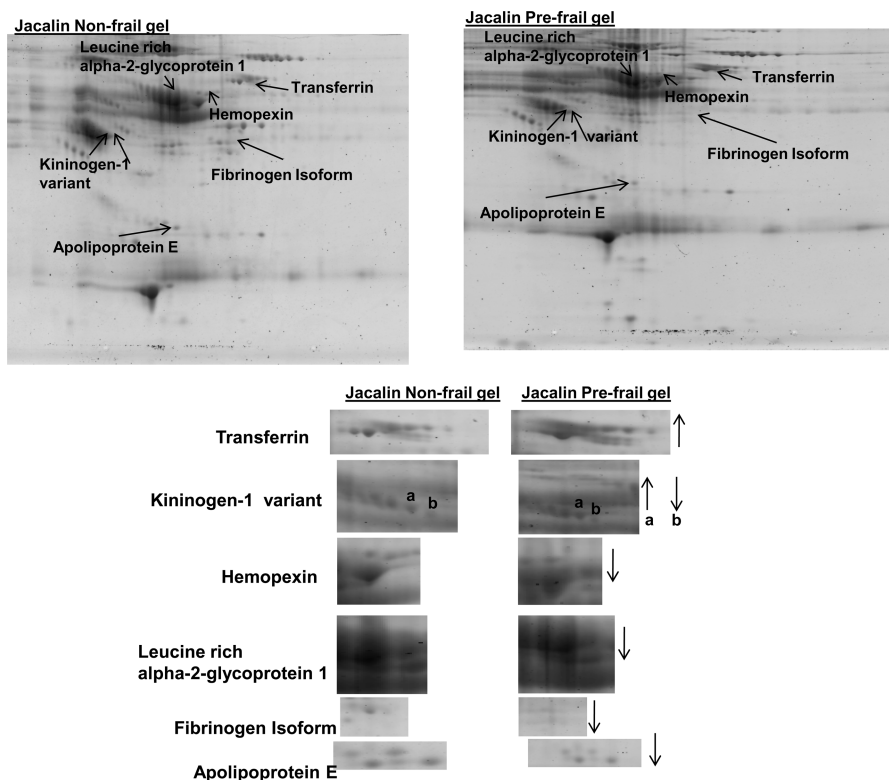 Jacalin Non-frail gel
Leucine rich
alpha-2-glycoprotein 1
Transferrin
Hemopexin
Kininogen-1
variant
Fibrinogen Isoform
Apolipoprotein E
Jacalin Pre-frail gel
Leucine rich
alpha-2-glycoprotein 1
Transferrin
Hemopexin
Kininogen-1 variant
Fibrinogen Isoform
Apolipoprotein E
Jacalin Non-frail gel Jacalin Pre-frail gel
Transferrin
Kininogen-1 variant
a b
a b
a b
Hemopexin
Leucine rich
alpha-2-glycoprotein 1
Fibrinogen Isoform
Apolipoprotein E